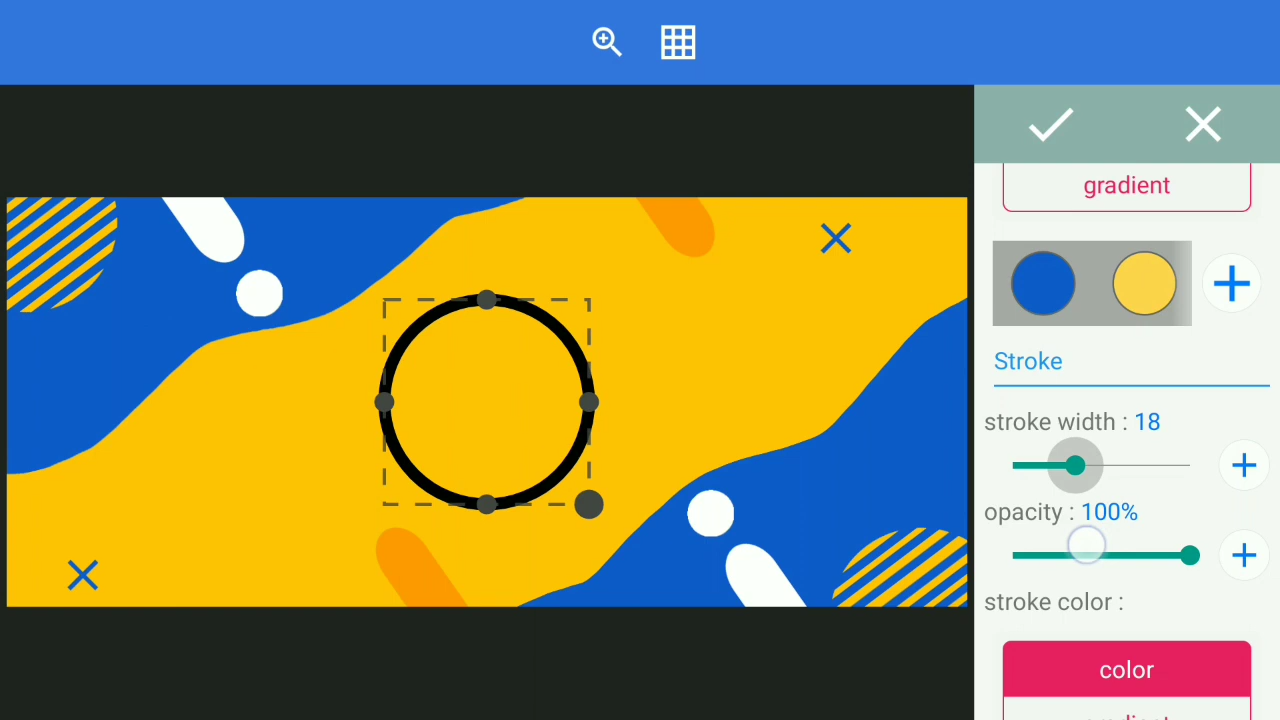 gradient
Stroke
stroke width : 18
opacity : 100%
stroke color :
color